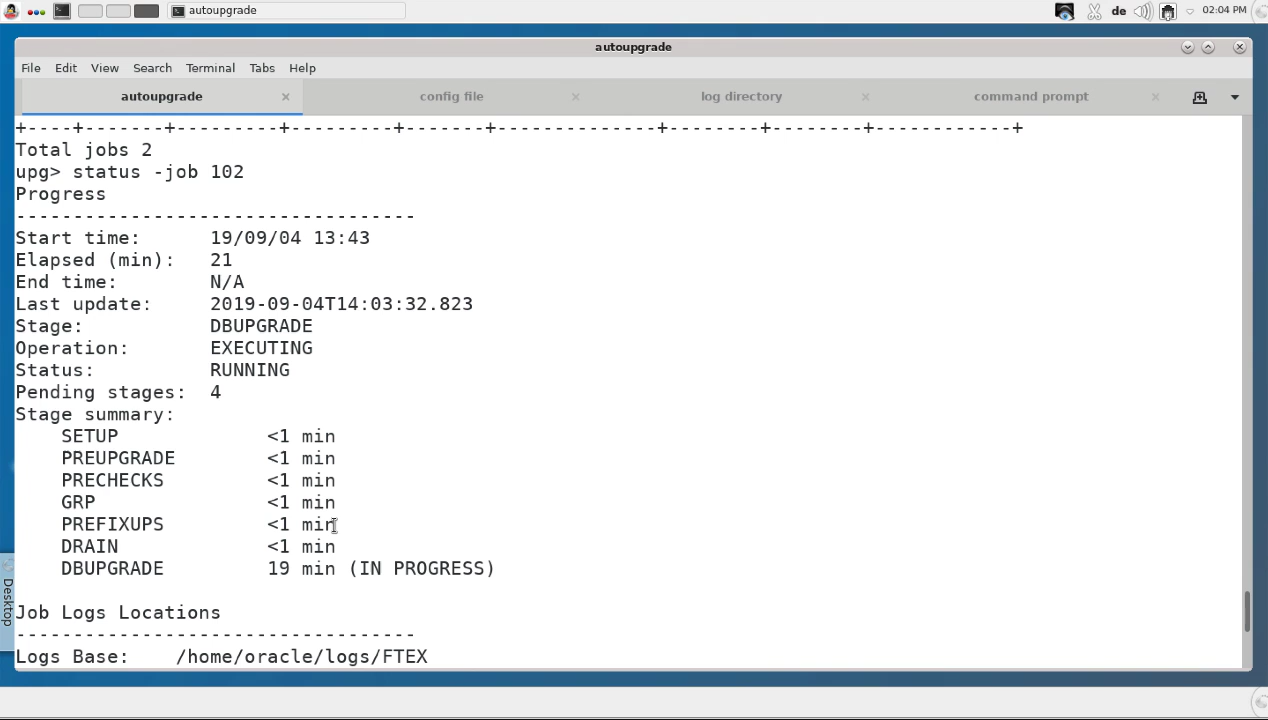 autoupgrade
de
02:04 PM
autoupgrade
File Edit View Search Terminal Tabs Help
autoupgrade config file log directory command prompt
+----+-------+---------+---------+-------+--------------+--------+--------+------------+
Total jobs 2
upg> status -job 102
Progress
-----------------------------------
Start time: 19/09/04 13:43
Elapsed (min): 21
End time: N/A
Last update: 2019-09-04T14:03:32.823
Stage: DBUPGRADE
Operation: EXECUTING
Status: RUNNING
Pending stages: 4
Stage summary:
SETUP <1 min
PREUPGRADE <1 min
PRECHECKS <1 min
GRP <1 min
PREFIXUPS <1 min
DRAIN <1 min
DBUPGRADE 19 min (IN PROGRESS)
Job Logs Locations
-----------------------------------
Logs Base: /home/oracle/logs/FTEX
Desktop